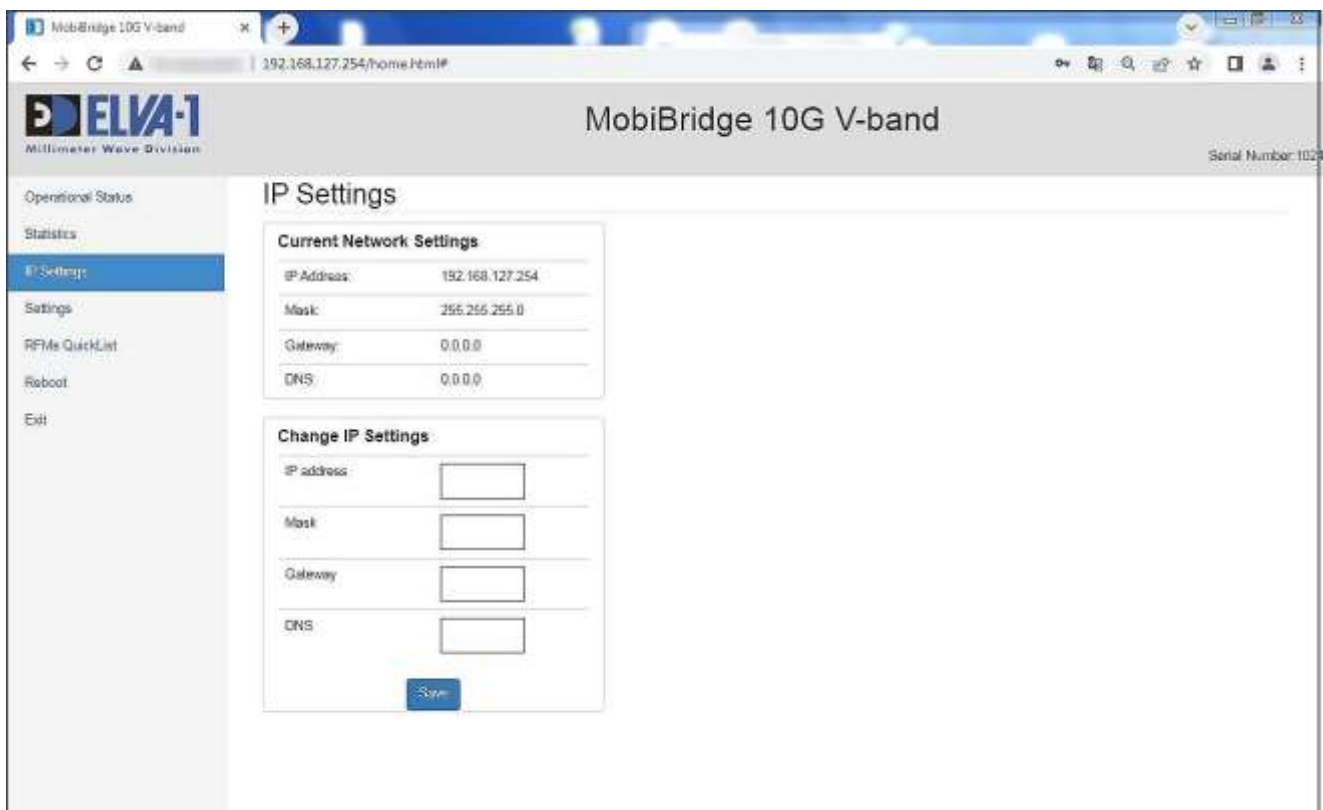 MobiBridge 10G V-band
192.168.127.254/home.html#
ELVA-1
Millimeter Wave Division
MobiBridge 10G V-band
Serial Number:1024
Operational Status
Statistics
IP Settings
Settings
RFMs QuickList
Reboot
Exit
IP Settings
Current Network Settings
IP Address: 192.168.127.254
Mask: 255.255.255.0
Gateway: 0.0.0.0
DNS: 0.0.0.0
Change IP Settings
IP address
Mask
Gateway
DNS
Save